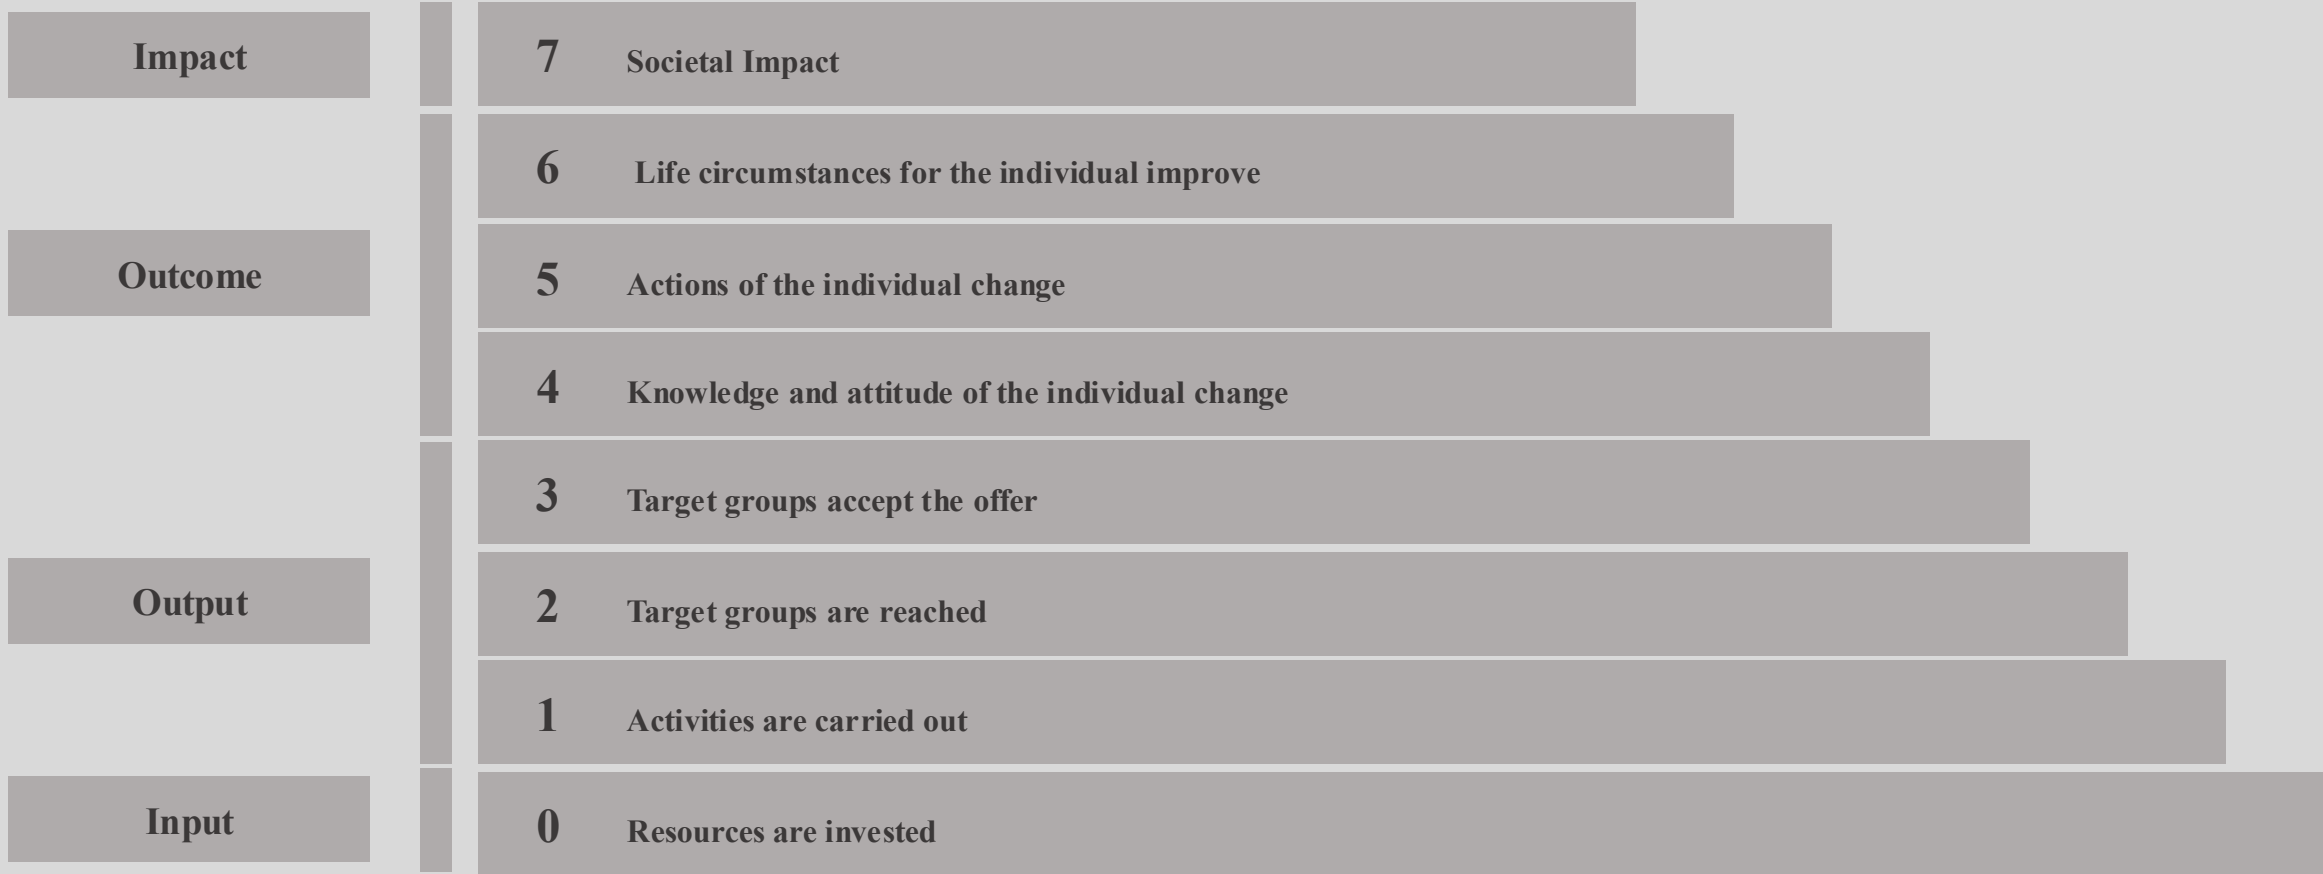 Impact
7 Societal Impact
6 Life circumstances for the individual improve
Outcome
5 Actions of the individual change
4 Knowledge and attitude of the individual change
3 Target groups accept the offer
Output
2 Target groups are reached
1 Activities are carried out
Input
0 Resources are invested